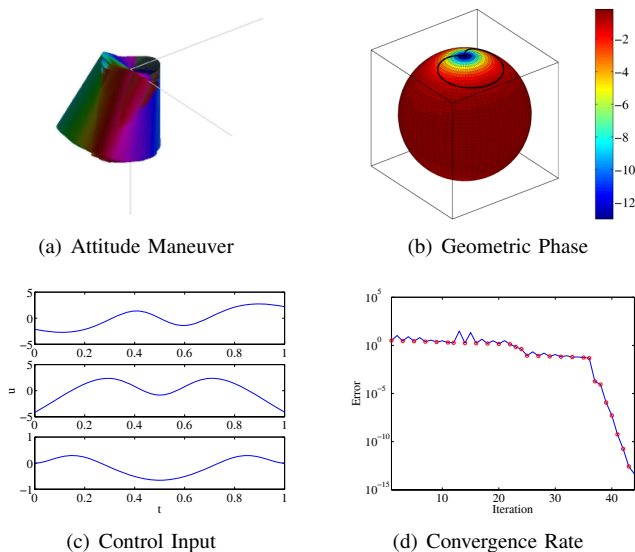 −2
−4
−6
−8
−10
−12
(a) Attitude Maneuver
(b) Geometric Phase
5
0
−5
0 0.2 0.4 0.6 0.8 1
5
0
−5
0 0.2 0.4 0.6 0.8 1
u
1
0
−1
0 0.2 0.4 0.6 0.8 1
t
10^5
10^0
10^−5
10^−10
10^−15
Error
10 20 30 40
Iteration
(c) Control Input
(d) Convergence Rate